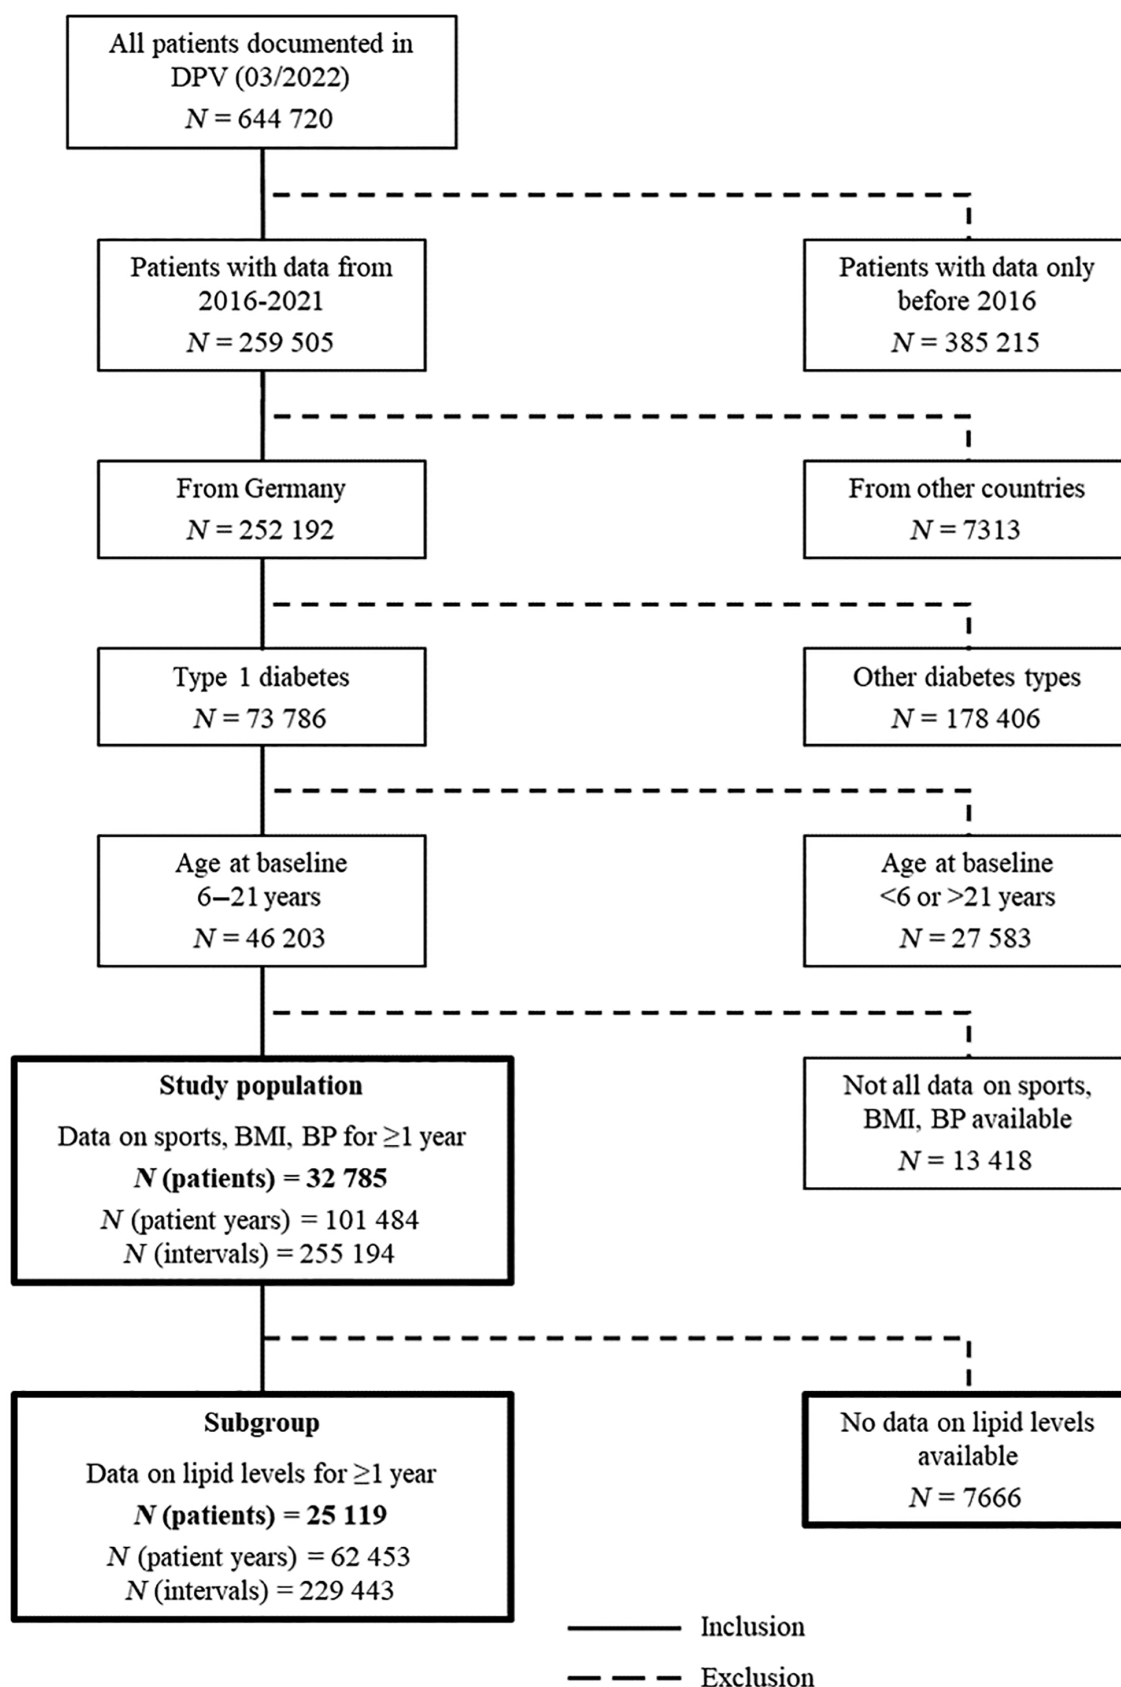 All patients documented in
DPV (03/2022)
N = 644 720
Patients with data from
2016-2021
N = 259 505
Patients with data only
before 2016
N = 385 215
From Germany
N = 252 192
From other countries
N = 7313
Type 1 diabetes
N = 73 786
Other diabetes types
N = 178 406
Age at baseline
6–21 years
N = 46 203
Age at baseline
<6 or >21 years
N = 27 583
Study population
Data on sports, BMI, BP for ≥1 year
N (patients) = 32 785
N (patient years) = 101 484
N (intervals) = 255 194
Not all data on sports,
BMI, BP available
N = 13 418
Subgroup
Data on lipid levels for ≥1 year
N (patients) = 25 119
N (patient years) = 62 453
N (intervals) = 229 443
No data on lipid levels
available
N = 7666
Inclusion
Exclusion